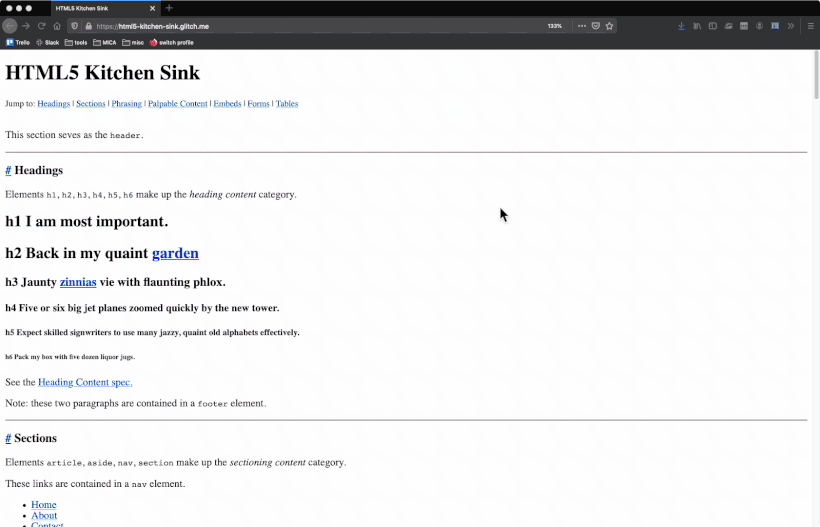 HTML5 Kitchen Sink
https://html5-kitchen-sink.glitch.me
133%
Trello Slack tools MICA misc switch profile
HTML5 Kitchen Sink
Jump to: Headings | Sections | Phrasing | Palpable Content | Embeds | Forms | Tables
This section seves as the header.
# Headings
Elements h1, h2, h3, h4, h5, h6 make up the heading content category.
h1 I am most important.
h2 Back in my quaint garden
h3 Jaunty zinnias vie with flaunting phlox.
h4 Five or six big jet planes zoomed quickly by the new tower.
h5 Expect skilled signwriters to use many jazzy, quaint old alphabets effectively.
h6 Pack my box with five dozen liquor jugs.
See the Heading Content spec.
Note: these two paragraphs are contained in a footer element.
# Sections
Elements article, aside, nav, section make up the sectioning content category.
These links are contained in a nav element.
Home
About
Contact